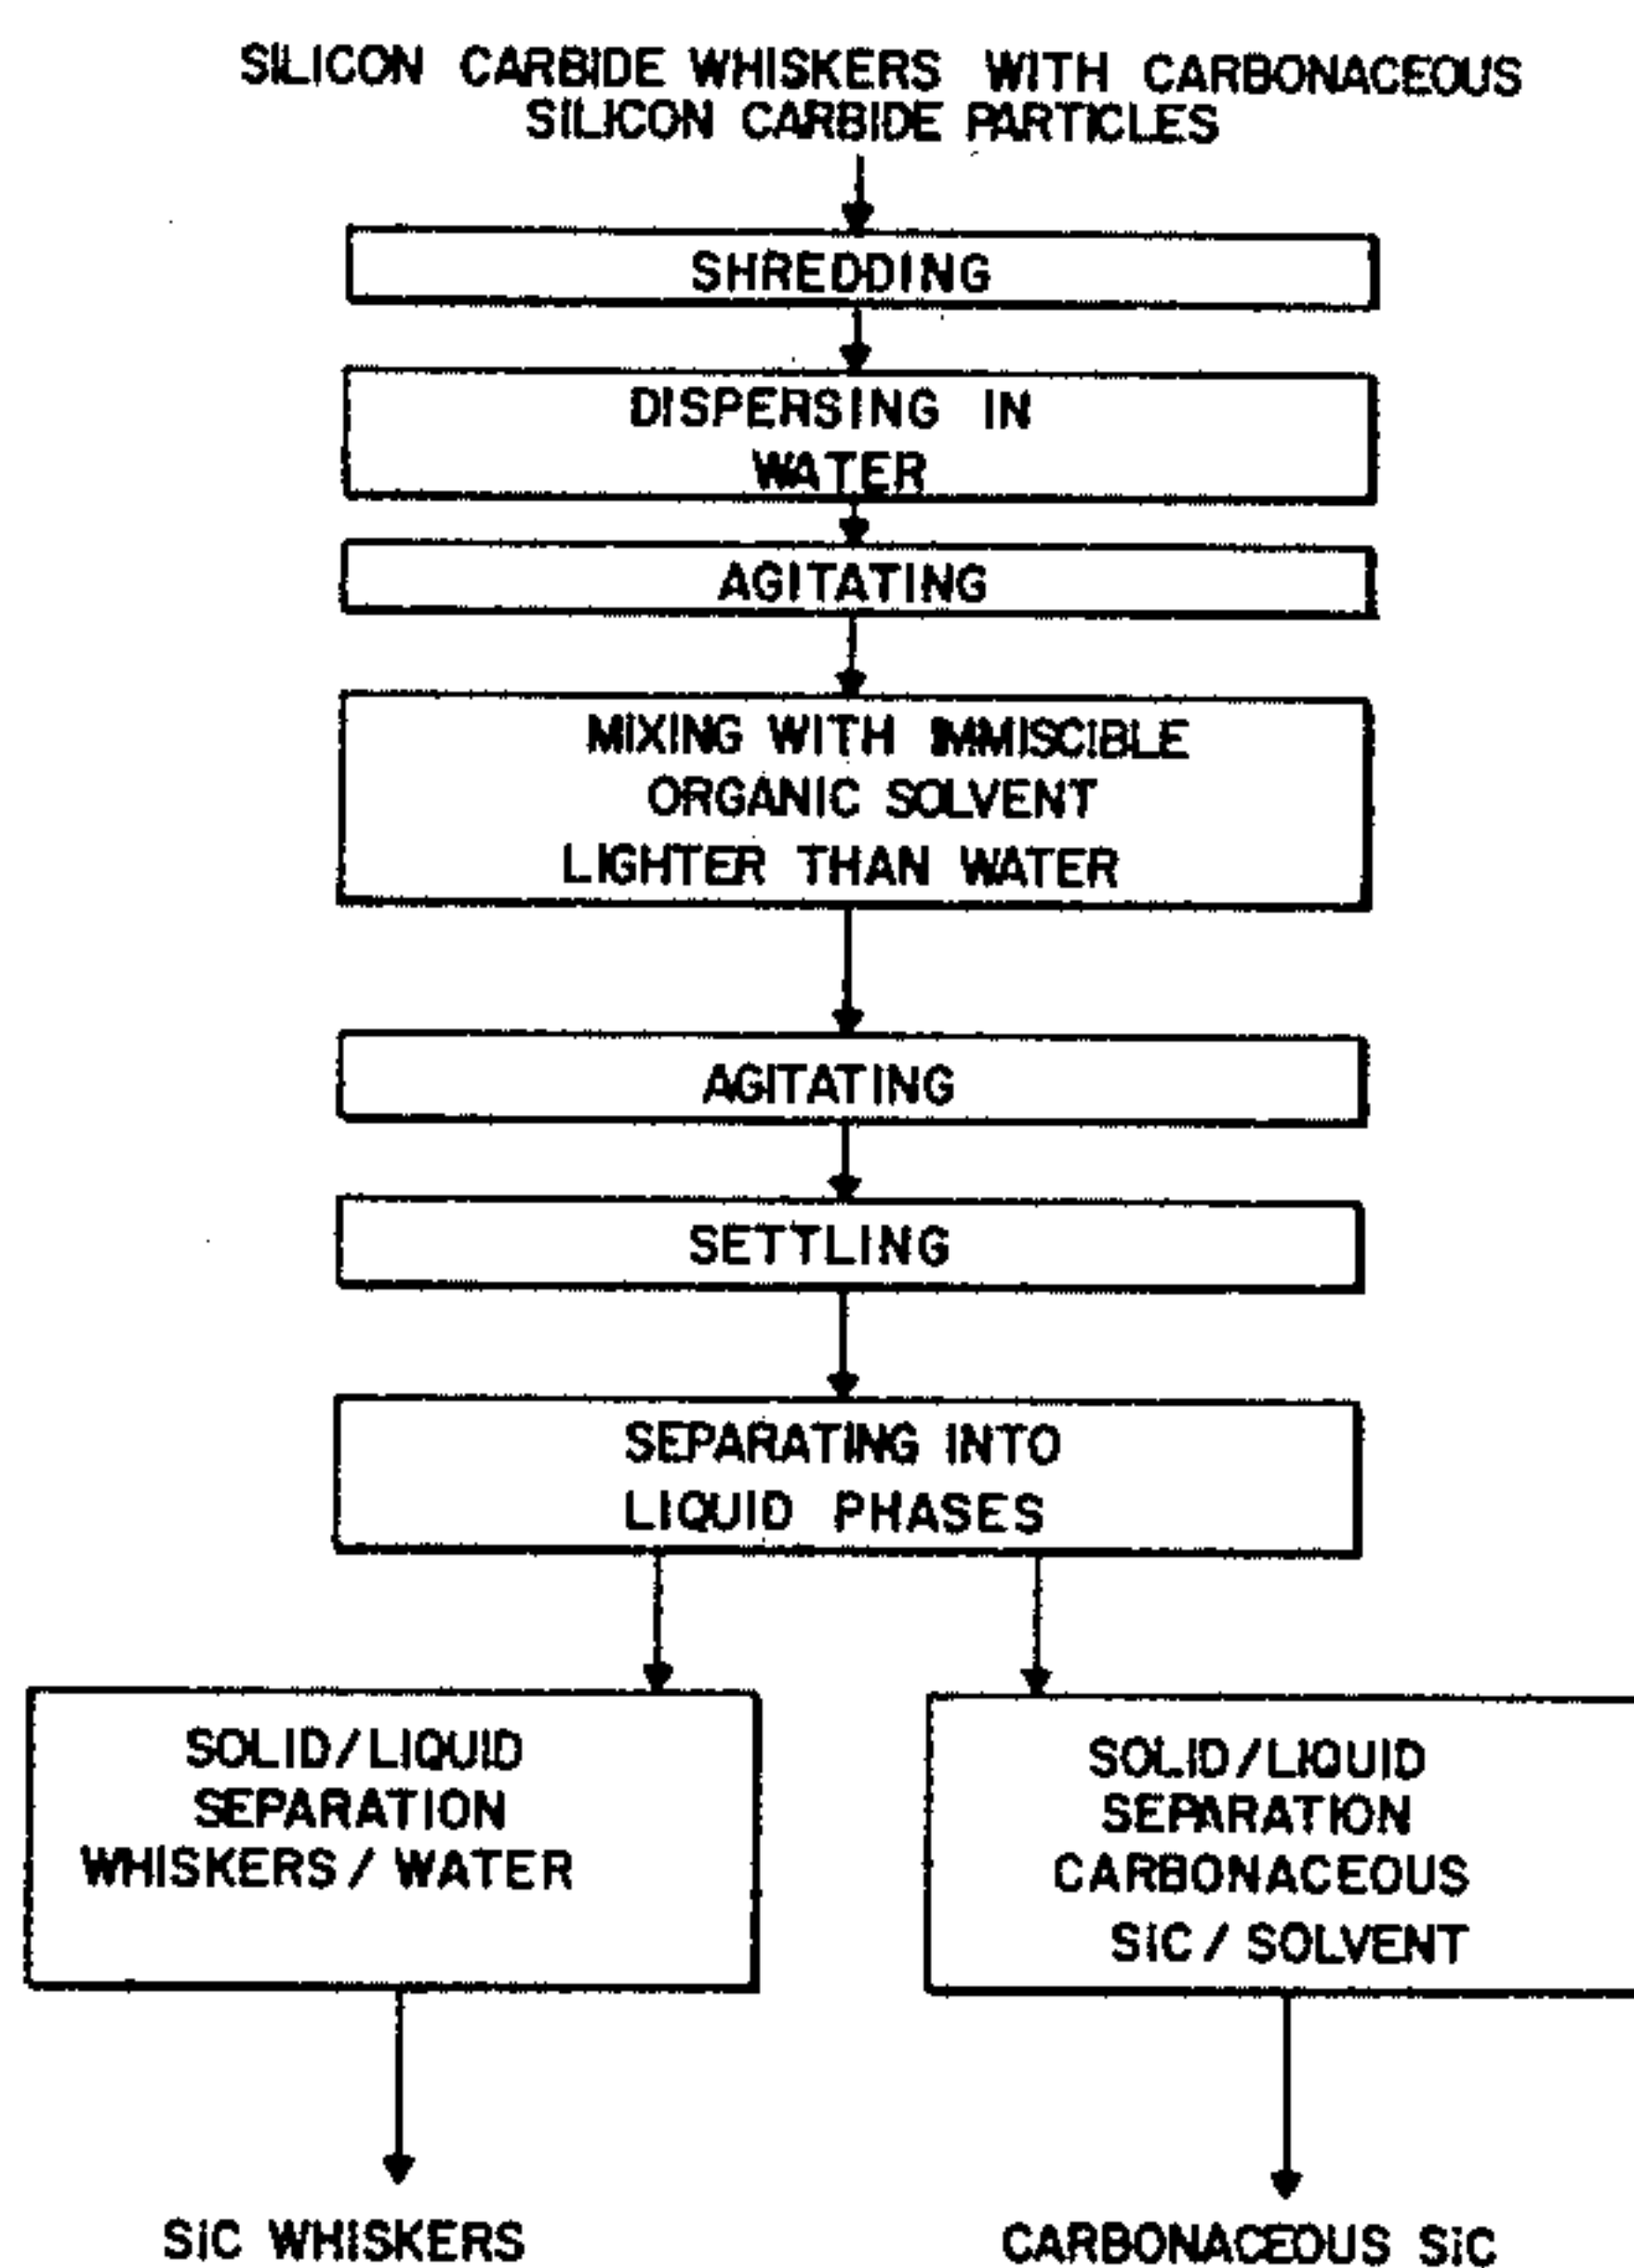 SILICON CARBIDE WHISKERS WITH CARBONACEOUS
SILICON CARBIDE PARTICLES
SHREDDING
DISPERSING IN
WATER
AGITATING
MIXING WITH IMMISCIBLE
ORGANIC SOLVENT
LIGHTER THAN WATER
AGITATING
SETTLING
SEPARATING INTO
LIQUID PHASES
SOLID/LIQUID
SEPARATION
WHISKERS/WATER
SOLID/LIQUID
SEPARATION
CARBONACEOUS
SiC/SOLVENT
SiC WHISKERS
CARBONACEOUS SiC